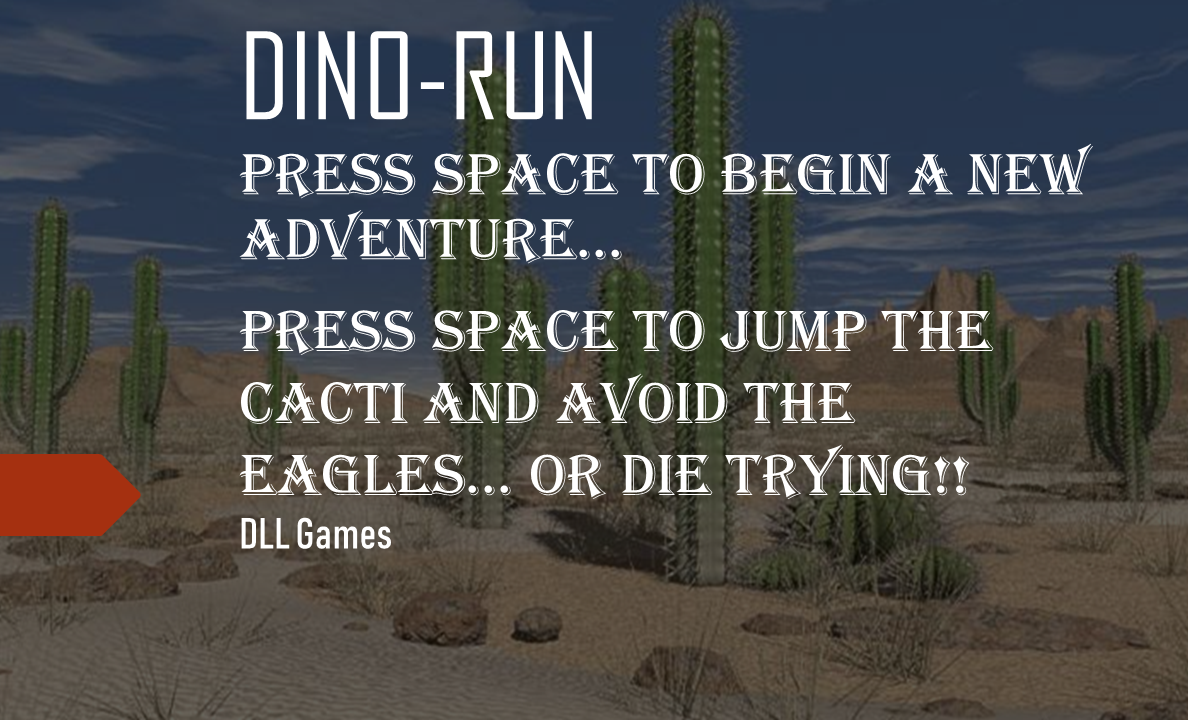 DINO-RUN
PRESS SPACE TO BEGIN A NEW
ADVENTURE...
PRESS SPACE TO JUMP THE
CACTI AND AVOID THE
EAGLES... OR DIE TRYING!!
DLL Games